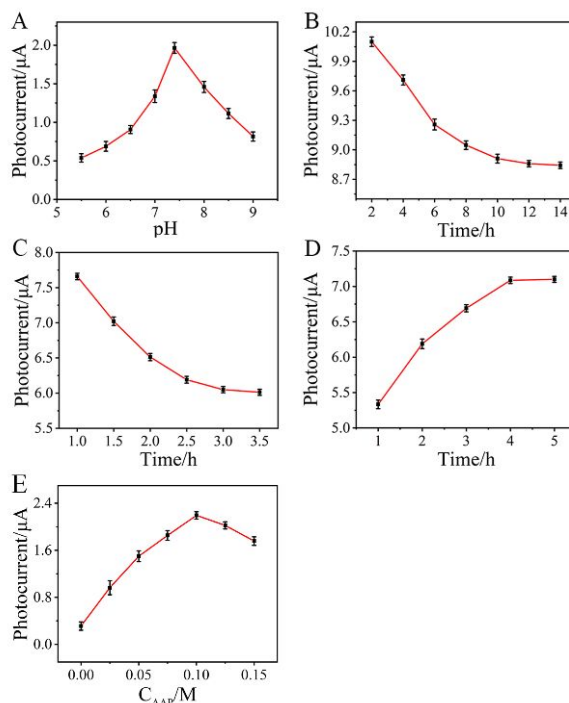 A
Photocurrent/μA
2.0
1.5
1.0
0.5
0.0
5
6
7
8
9
pH
B
Photocurrent/μA
10.2
9.9
9.6
9.3
9.0
8.7
2 4 6 8 10 12 14
Time/h
C
Photocurrent/μA
8.0
7.5
7.0
6.5
6.0
5.5
1.0 1.5 2.0 2.5 3.0 3.5
Time/h
D
Photocurrent/μA
7.5
7.0
6.5
6.0
5.5
5.0
1 2 3 4 5
Time/h
E
Photocurrent/μA
2.4
1.6
0.8
0.0
0.00 0.05 0.10 0.15
C_AAP/M